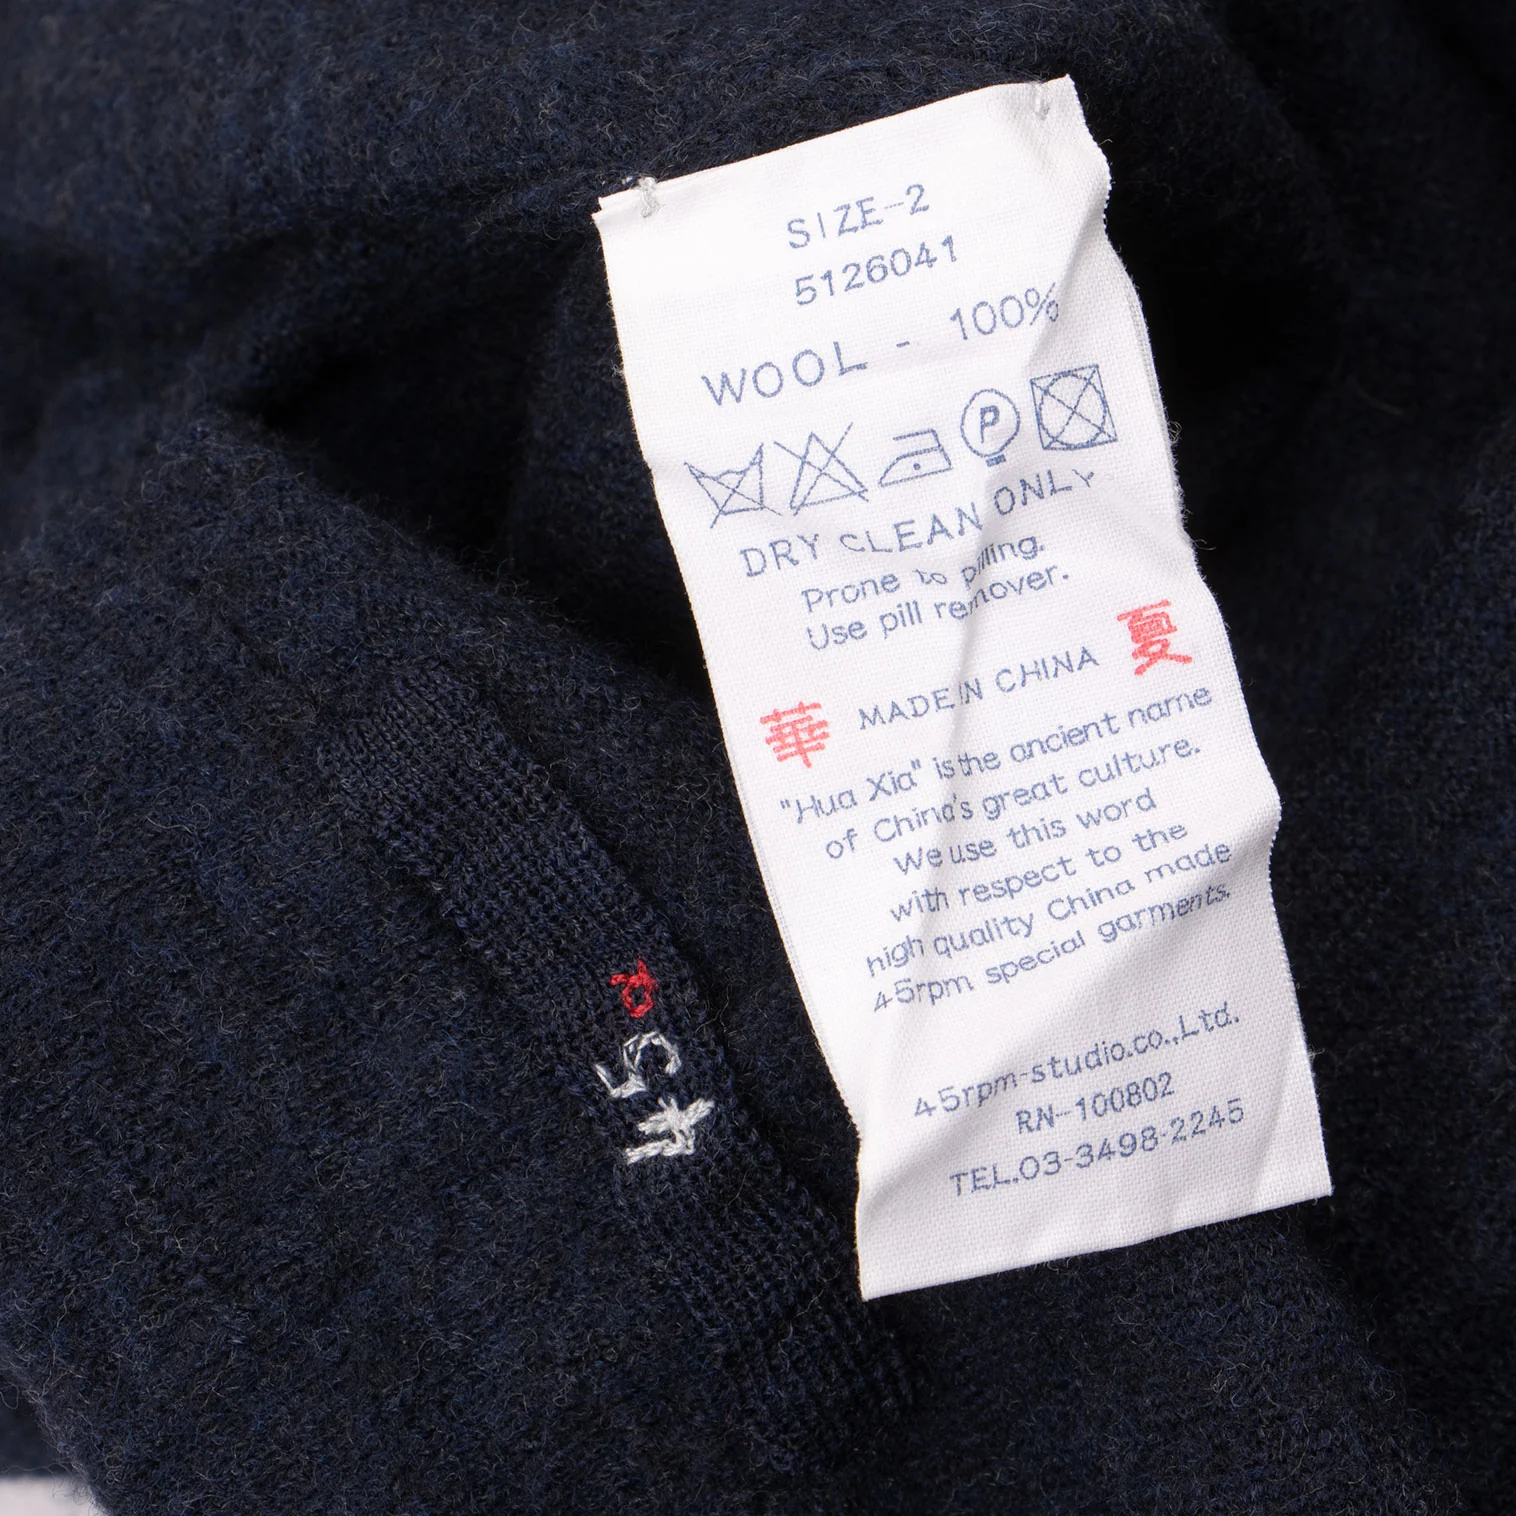 SIZE-2
5126041
WOOL - 100%
P
DRY CLEAN ONLY
Prone to pilling.
Use pill remover.
華 MADE IN CHINA 夏
"Hua Xia" is the ancient name
of China's great culture.
We use this word
with respect to the
high quality China made
45rpm special garments.
45rpm-studio.co.,Ltd.
RN-100802
TEL.03-3498-2245
45R